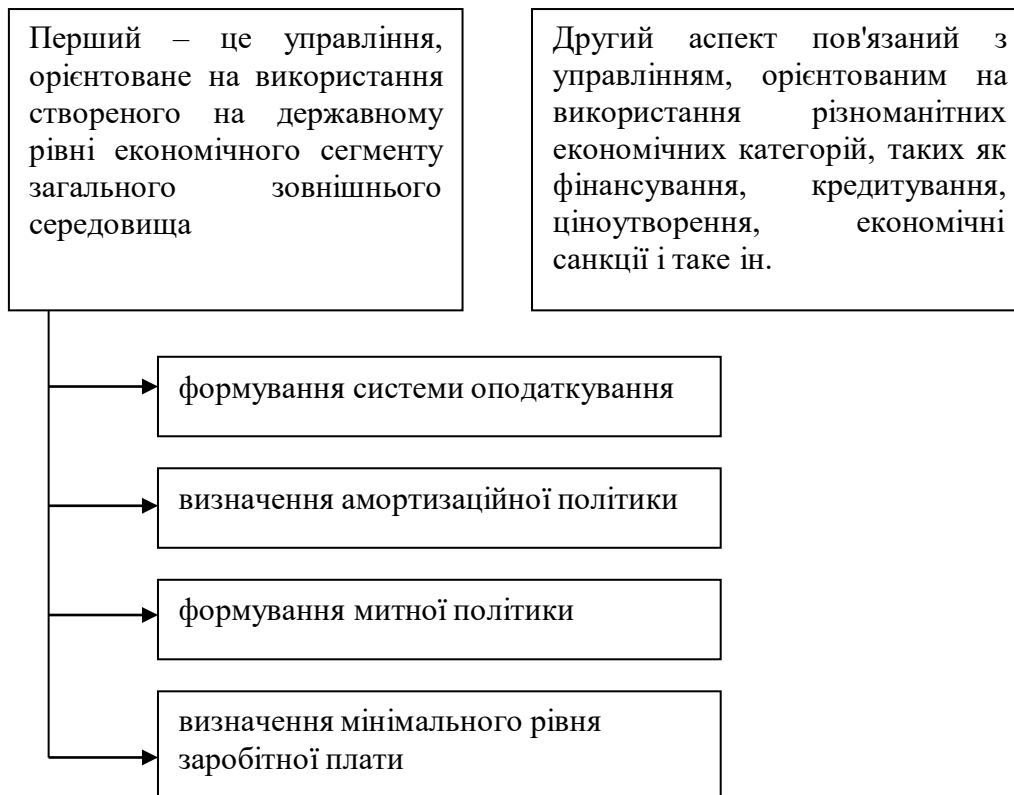 Перший – це управління,
орієнтоване на використання
створеного на державному
рівні економічного сегменту
загального зовнішнього
середовища
Другий аспект пов'язаний з
управлінням, орієнтованим на
використання різноманітних
економічних категорій, таких як
фінансування, кредитування,
ціноутворення, економічні
санкції і таке ін.
формування системи оподаткування
визначення амортизаційної політики
формування митної політики
визначення мінімального рівня
заробітної плати